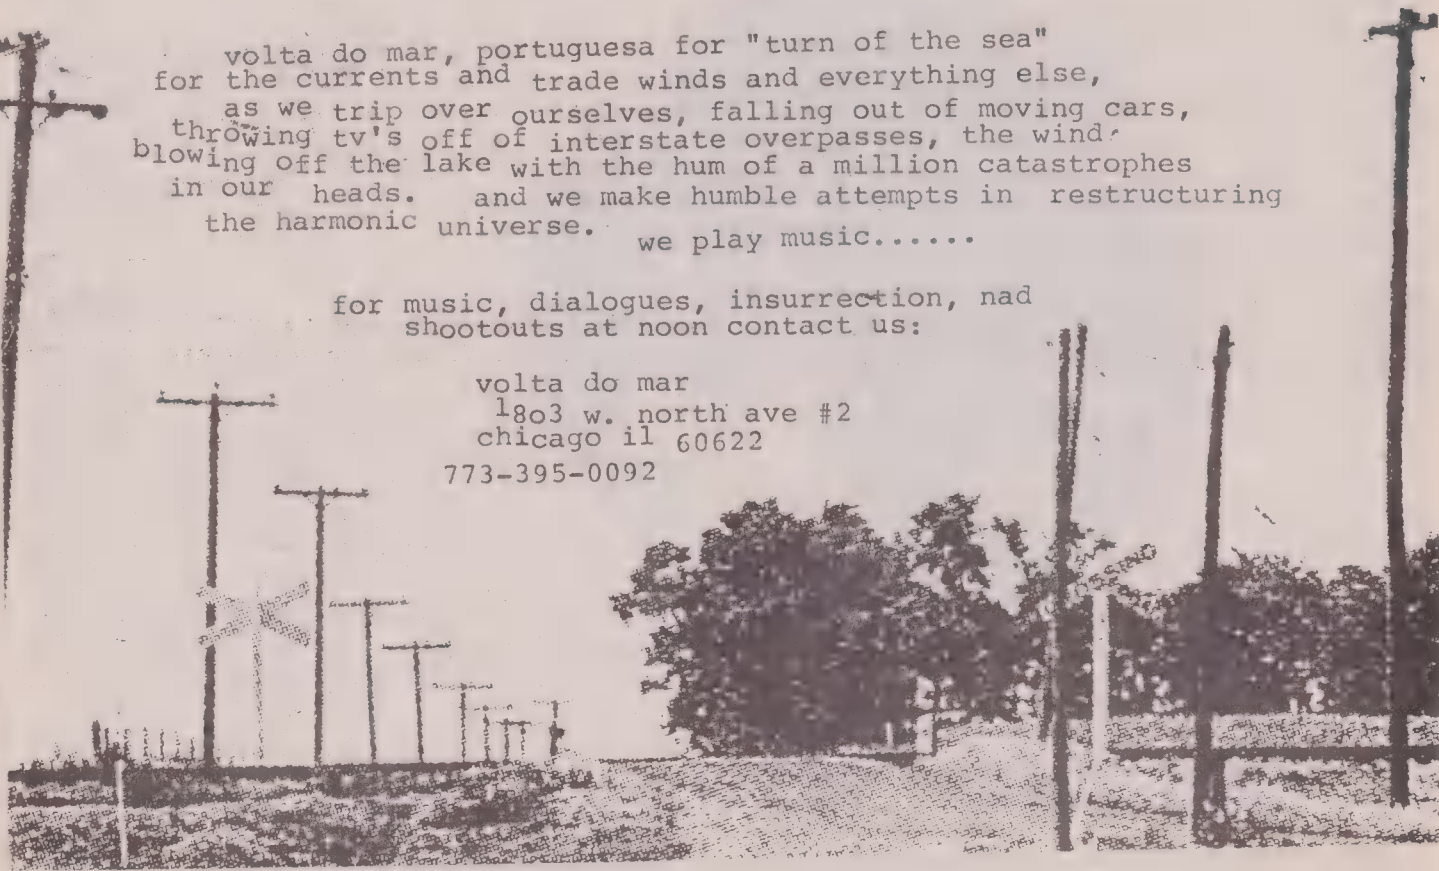 volta do mar, portuguesa for "turn of the sea"
for the currents and trade winds and everything else,
as we trip over ourselves, falling out of moving cars,
throwing tv's off of interstate overpasses, the wind
blowing off the lake with the hum of a million catastrophes
in our heads. and we make humble attempts in restructuring
the harmonic universe. we play music......
for music, dialogues, insurrection, nad
shootouts at noon contact us:
volta do mar
18o3 w. north ave #2
chicago il 60622
773-395-0092